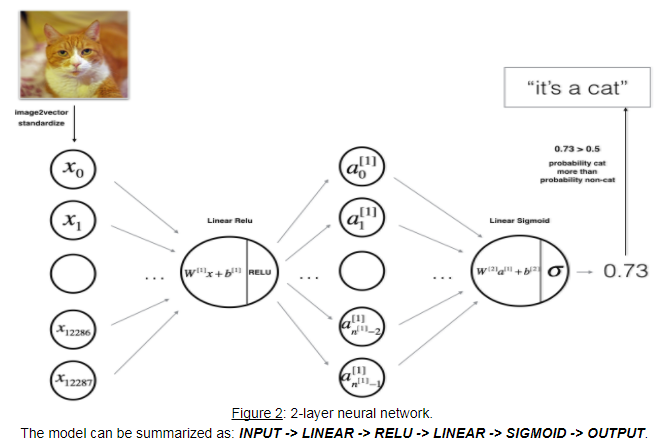 image2vector
standardize
"it's a cat"
0.73 > 0.5
probability cat
more than
probability non-cat
x₀
x₁
x₁₂₂₈₆
x₁₂₂₈₇
Linear Relu
W^[1]x+b^[1] RELU
. . .
. . .
a₀^[1]
a₁^[1]
a_{n^[1]-2}^[1]
a_{n^[1]-1}^[1]
. . .
Linear Sigmoid
W^[2]a^[1]+b^[2] σ
0.73
Figure 2: 2-layer neural network.
The model can be summarized as: INPUT -> LINEAR -> RELU -> LINEAR -> SIGMOID -> OUTPUT.